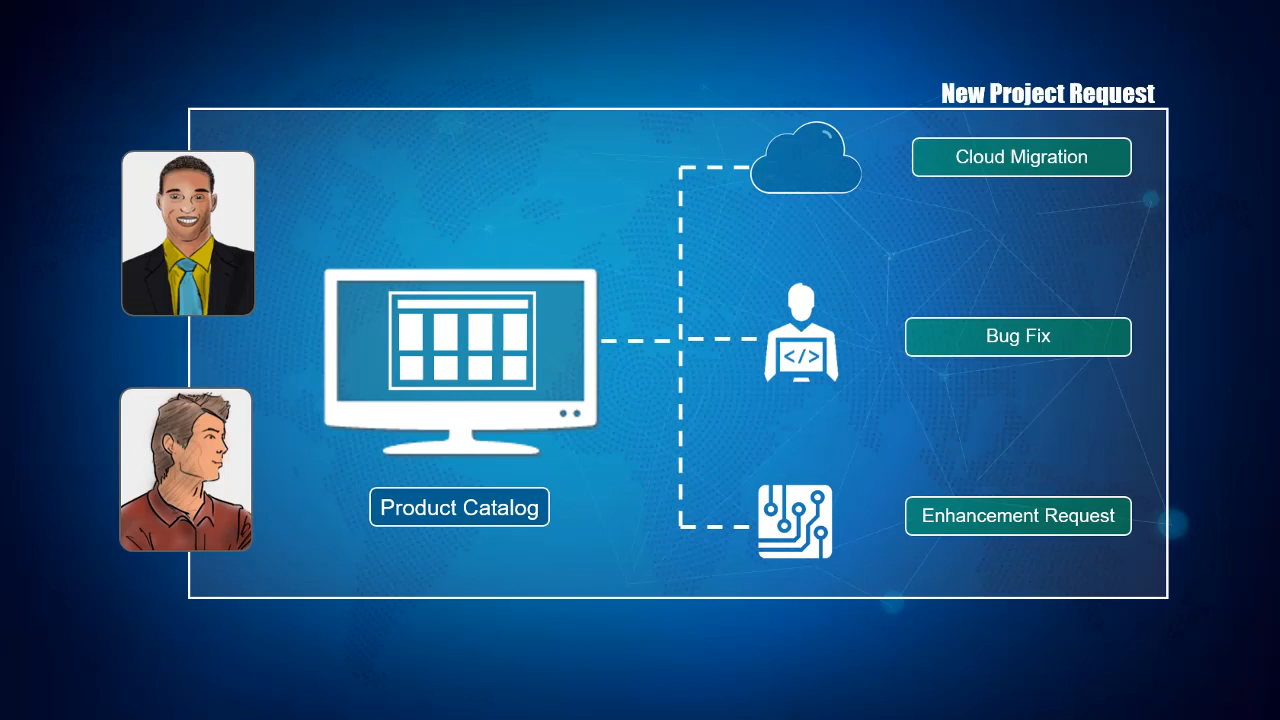 New Project Request
Cloud Migration
Bug Fix
</>
Product Catalog
Enhancement Request